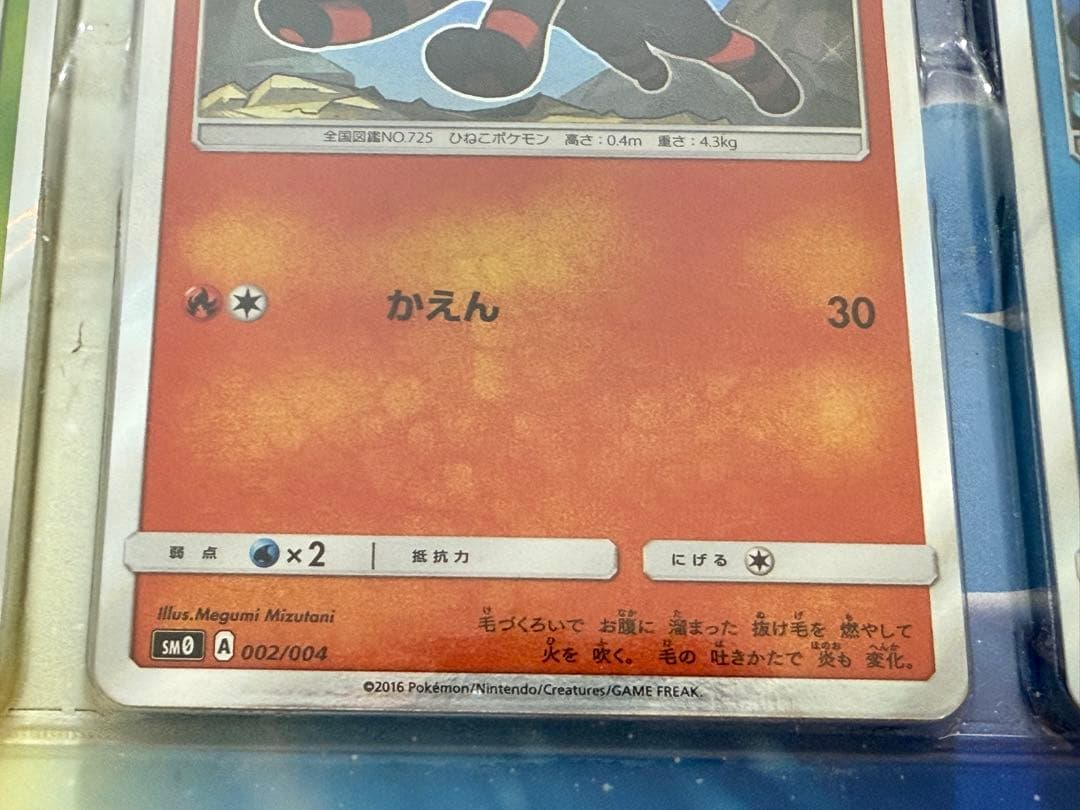 全国図鑑NO.725 ひねこポケモン 高さ:0.4m 重さ:4.3kg
かえん 30
弱点 ×2 抵抗力 にげる
Illus.Megumi Mizutani
SM0 A 002/004
毛づくろいで お腹に 溜まった 抜け毛を 燃やして
火を 吹く。 毛の 吐きかたで 炎も 変化。
©2016 Pokémon/Nintendo/Creatures/GAME FREAK.